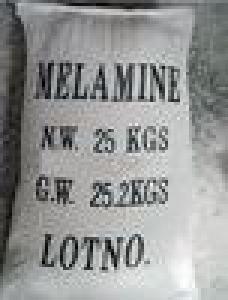 MELAMINE
N.W. 25 KGS
G.W. 25.2KGS
LOTNO.